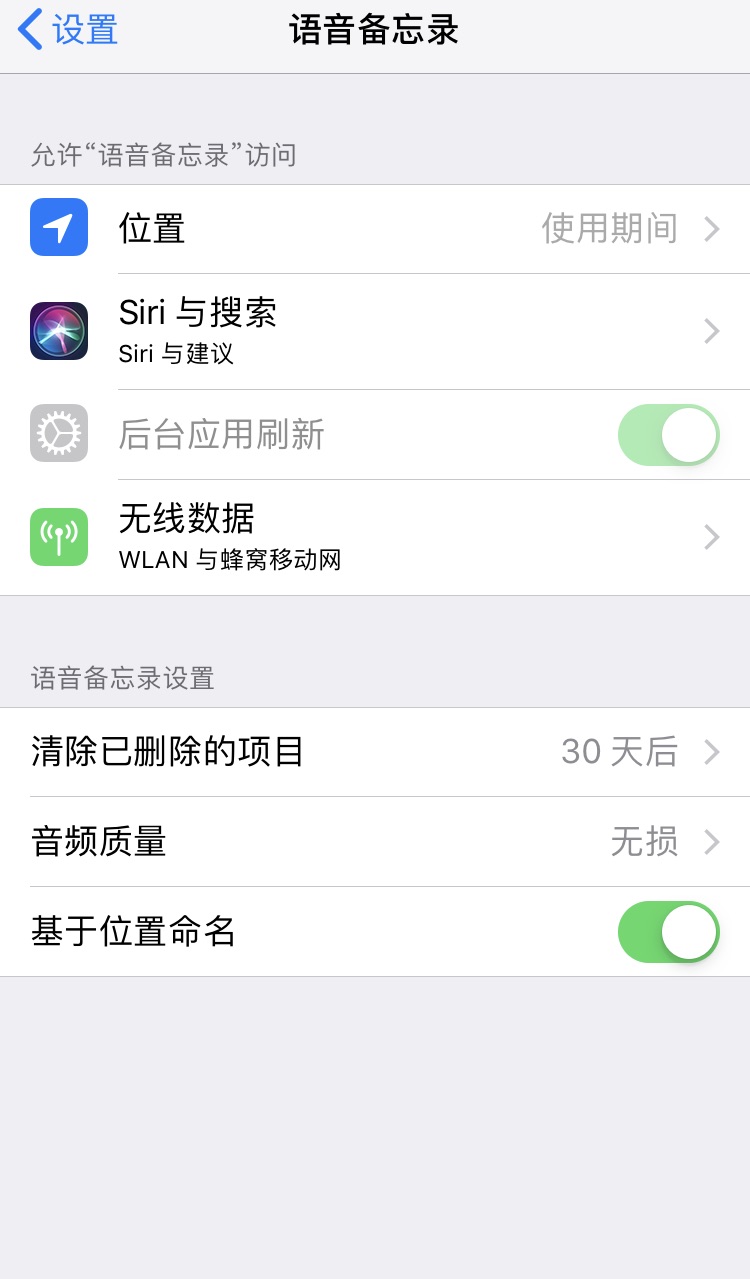 设置
语音备忘录
允许“语音备忘录”访问
位置
使用期间
Siri 与搜索
Siri 与建议
后台应用刷新
无线数据
WLAN 与蜂窝移动网
语音备忘录设置
清除已删除的项目
30 天后
音频质量
无损
基于位置命名